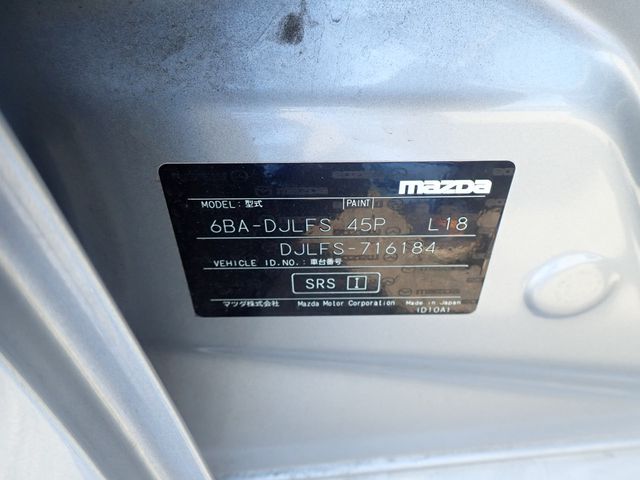 mazda
MODEL: 型式 PAINT
6BA-DJLFS 45P L18
DJLFS-716184
VEHICLE ID.NO.: 車台番号
SRS I
マツダ株式会社 Mazda Motor Corporation Made in Japan
(D10A)